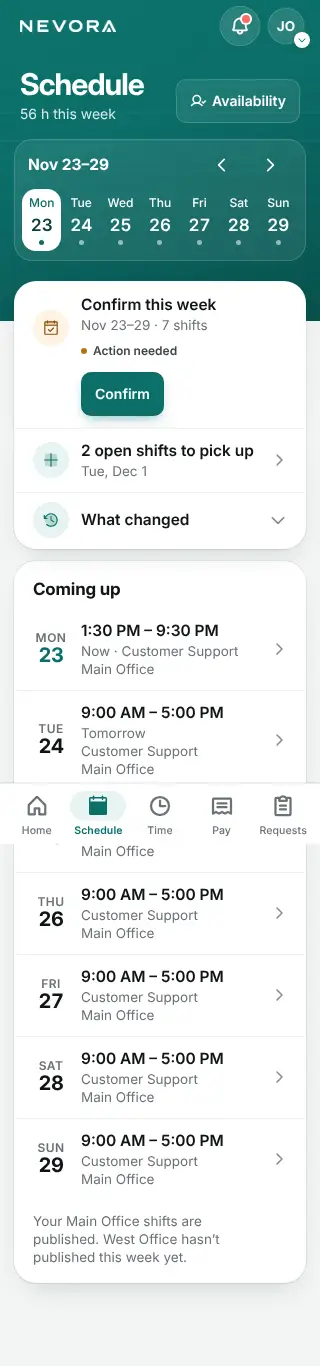 NEVORA
JO
Schedule
56 h this week
Availability
Nov 23–29
Mon Tue Wed Thu Fri Sat Sun
23 24 25 26 27 28 29
Confirm this week
Nov 23–29 · 7 shifts
Action needed
Confirm
2 open shifts to pick up
Tue, Dec 1
What changed
Coming up
MON
23
1:30 PM – 9:30 PM
Now · Customer Support
Main Office
TUE
24
9:00 AM – 5:00 PM
Tomorrow
Customer Support
Main Office
Home Schedule Time Pay Requests
Main Office
THU
26
9:00 AM – 5:00 PM
Customer Support
Main Office
FRI
27
9:00 AM – 5:00 PM
Customer Support
Main Office
SAT
28
9:00 AM – 5:00 PM
Customer Support
Main Office
SUN
29
9:00 AM – 5:00 PM
Customer Support
Main Office
Your Main Office shifts are
published. West Office hasn’t
published this week yet.